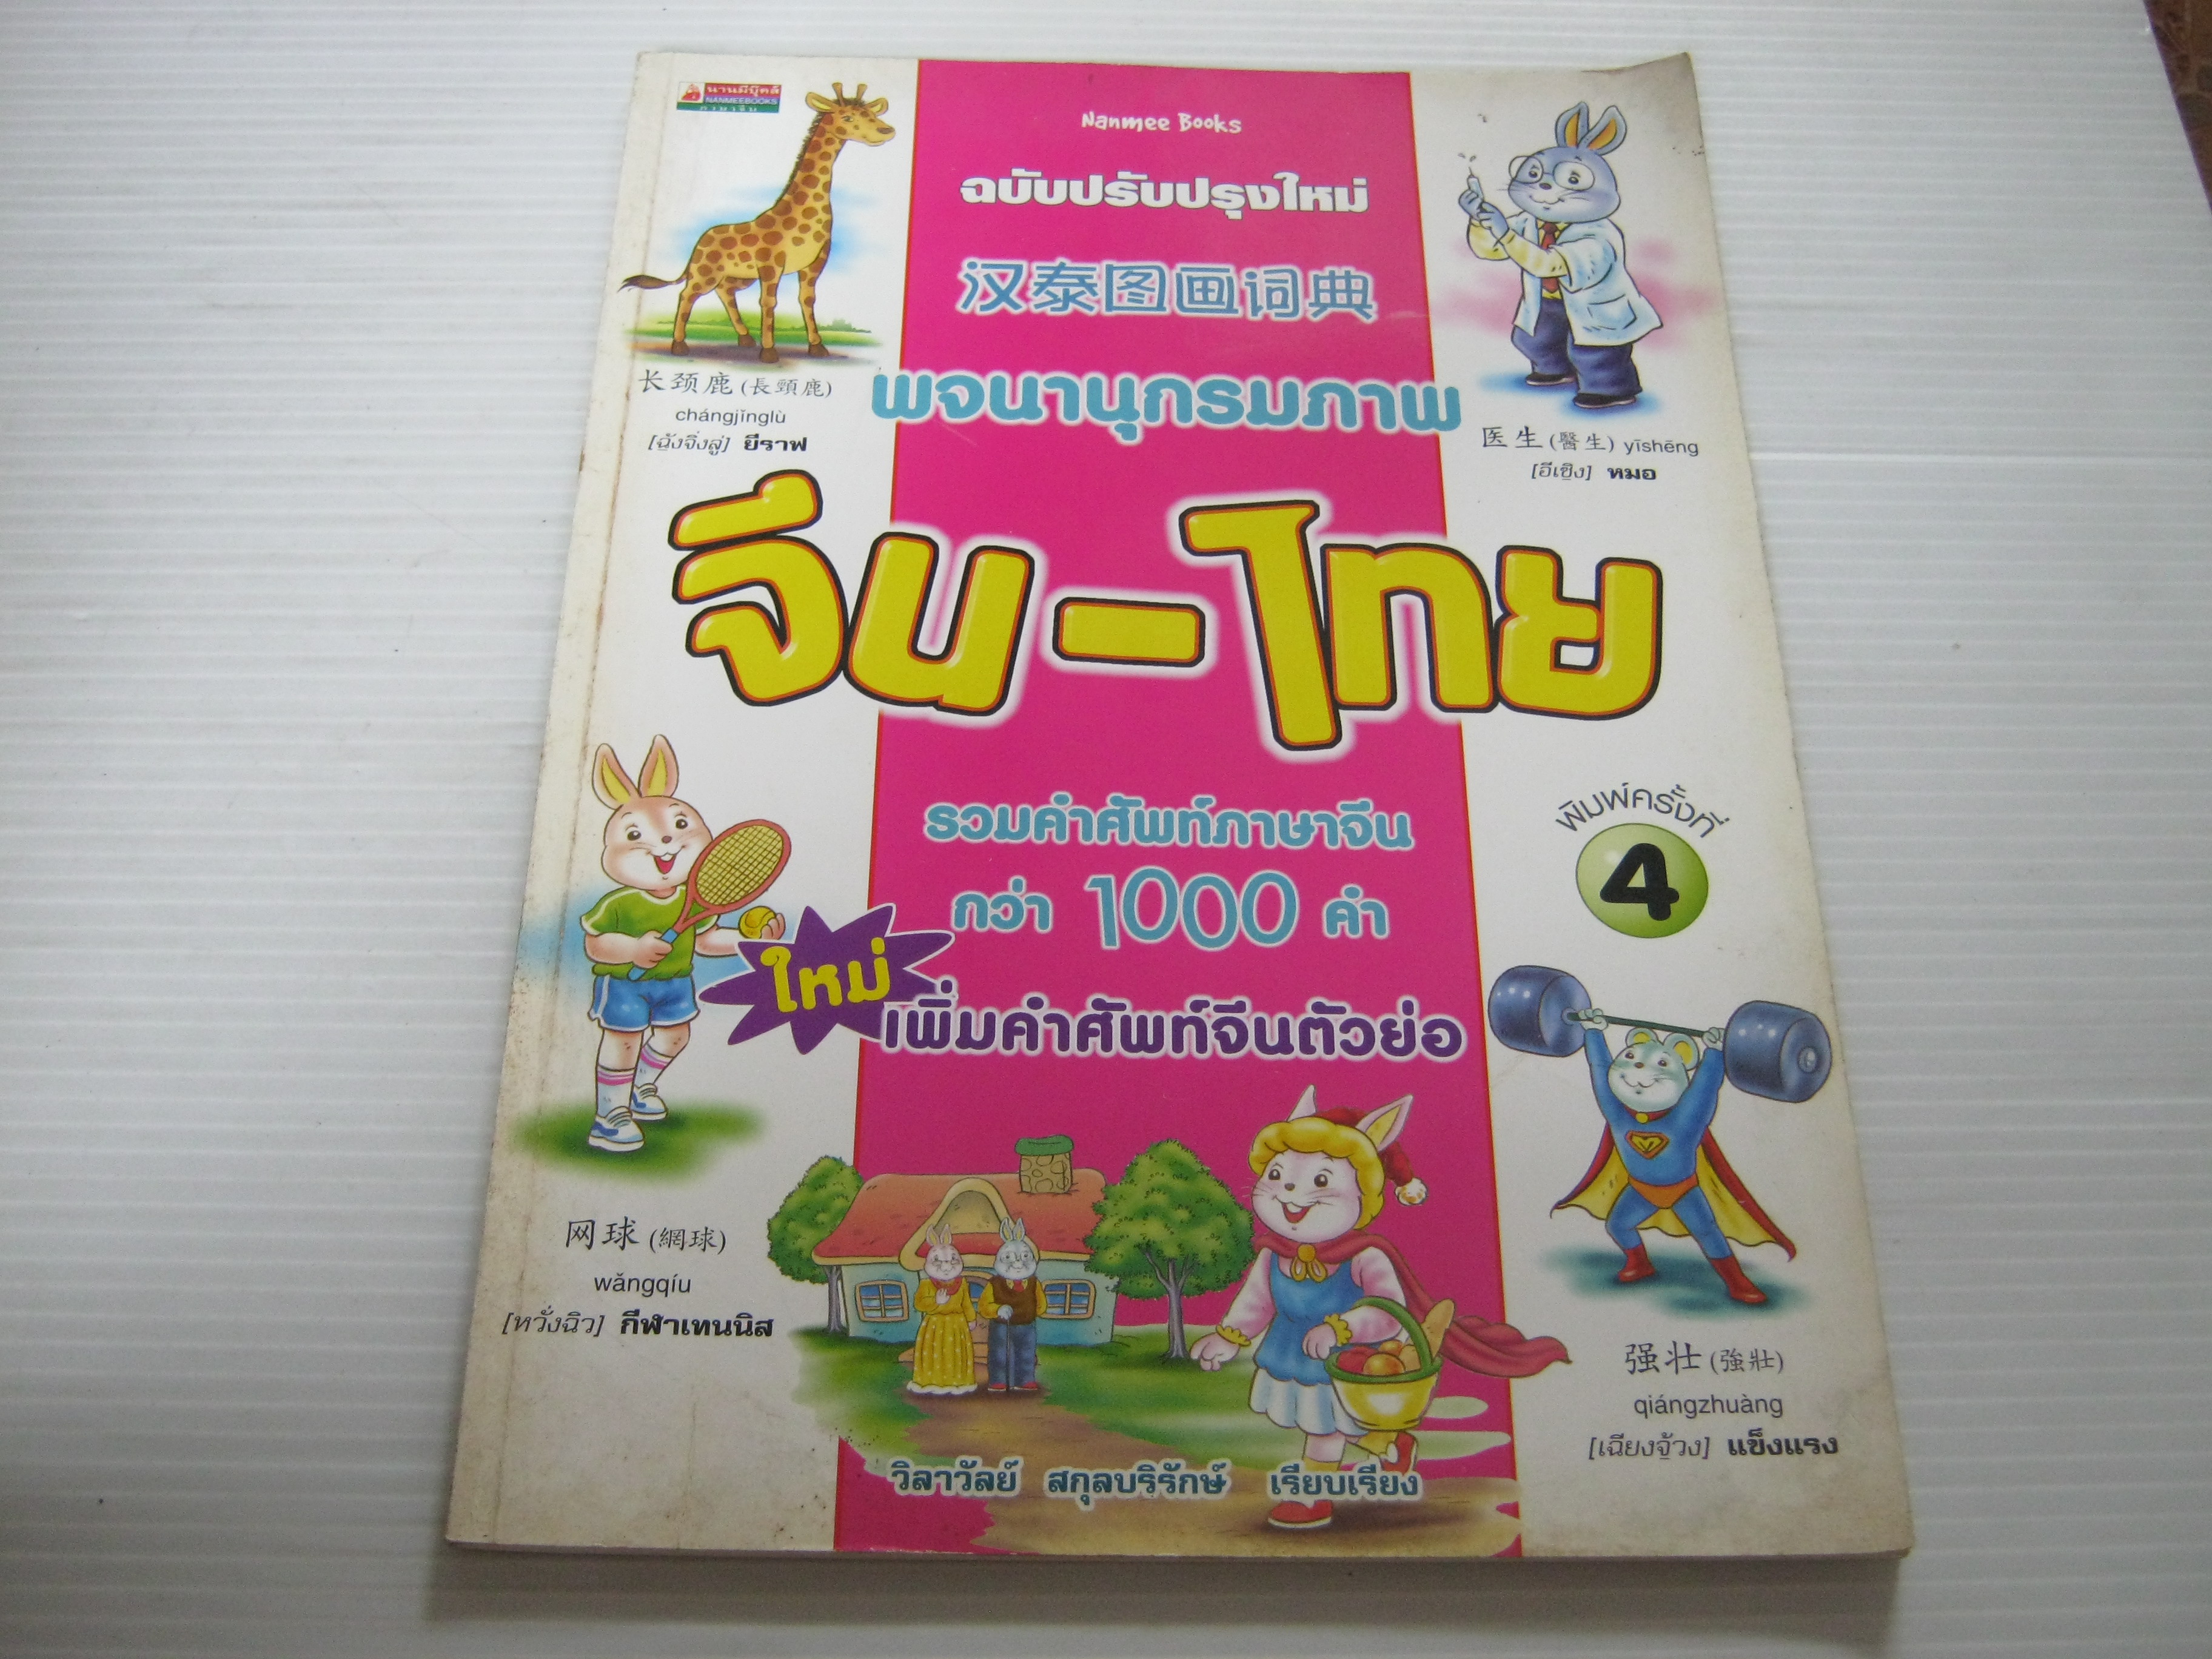 นานมีบุ๊คส์
NANMEEBOOKS
ภาษาจีน
Nanmee Books
ฉบับปรับปรุงใหม่
汉泰图画词典
พจนานุกรมภาพ
จีน-ไทย
长颈鹿 (長頸鹿)
chángjǐnglù
[ฉังจิ่งลู่] ยีราฟ
医生 (醫生) yīshēng
[อีเซิง] หมอ
รวมคำศัพท์ภาษาจีน
กว่า 1000 คำ
ใหม่
เพิ่มคำศัพท์จีนตัวย่อ
พิมพ์ครั้งที่
4
网球 (網球)
wǎngqíu
[หวั่งฉิว] กีฬาเทนนิส
强壮 (強壯)
qiángzhuàng
[เฉียงจ้วง] แข็งแรง
วิลาวัลย์ สกุลบริรักษ์ เรียบเรียง